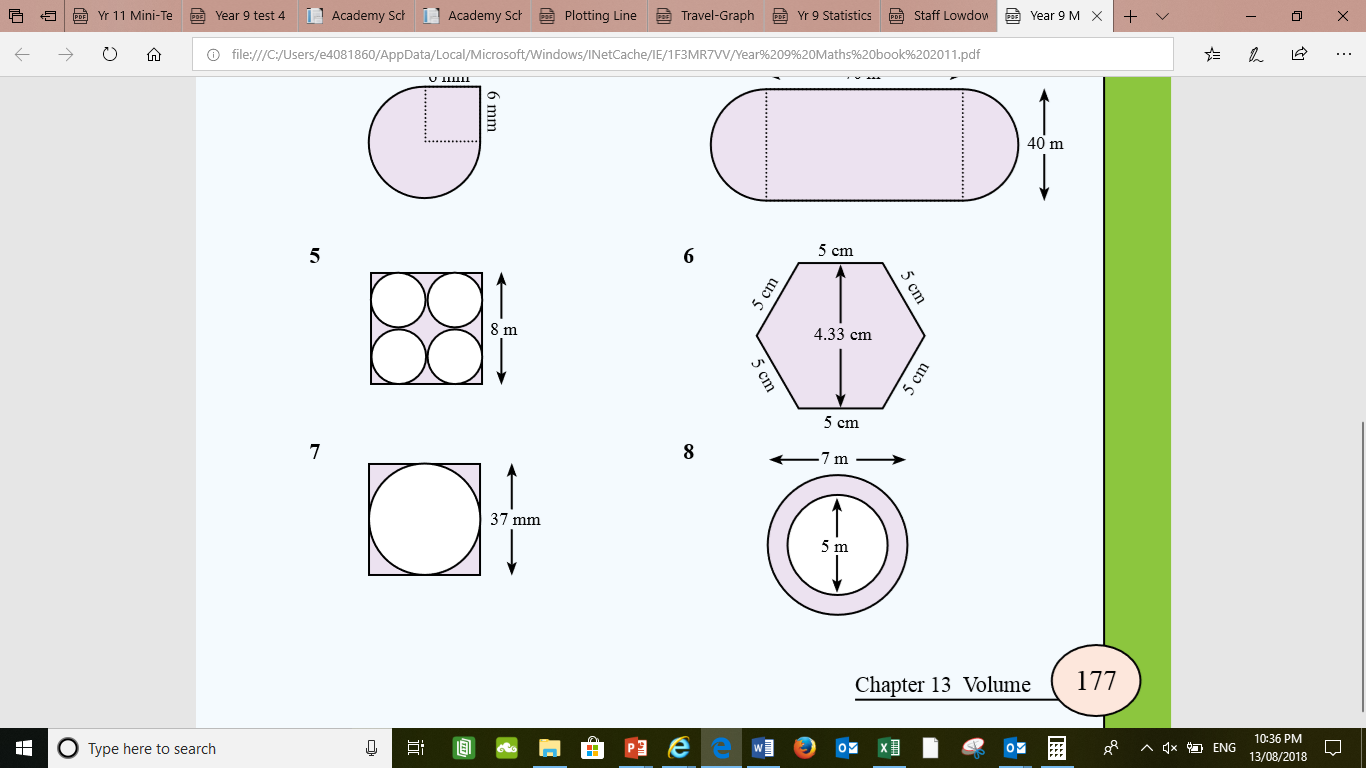 Yr 11 Mini-Te
Year 9 test 4
Academy Sch
Academy Sch
Plotting Line
Travel-Graph
Yr 9 Statistics
Staff Lowdow
Year 9 M
file:///C:/Users/e4081860/AppData/Local/Microsoft/Windows/INetCache/IE/1F3MR7VV/Year%209%20Maths%20book%202011.pdf
6 mm
40 m
5
8 m
6
5 cm
5 cm
5 cm
4.33 cm
5 cm
5 cm
5 cm
7
37 mm
8
7 m
5 m
Chapter 13 Volume
177
Type here to search
ENG
10:36 PM
13/08/2018